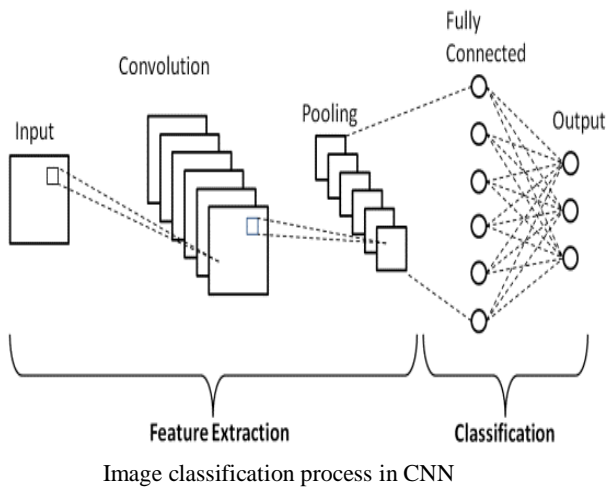 Fully
Connected
Convolution
Pooling
Output
Input
Feature Extraction
Classification
Image classification process in CNN